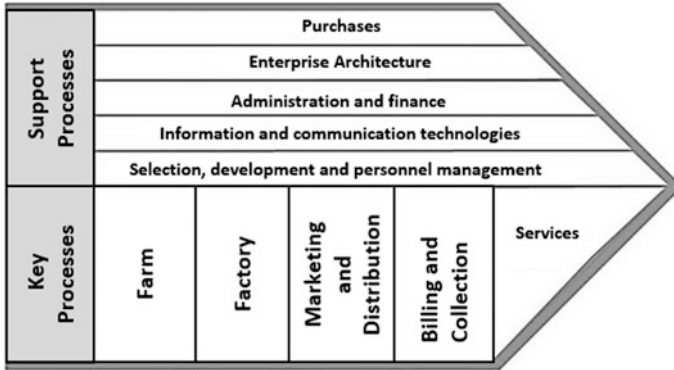 Support
Processes
Purchases
Enterprise Architecture
Administration and finance
Information and communication technologies
Selection, development and personnel management
Key
Processes
Farm
Factory
Marketing
and
Distribution
Billing and
Collection
Services